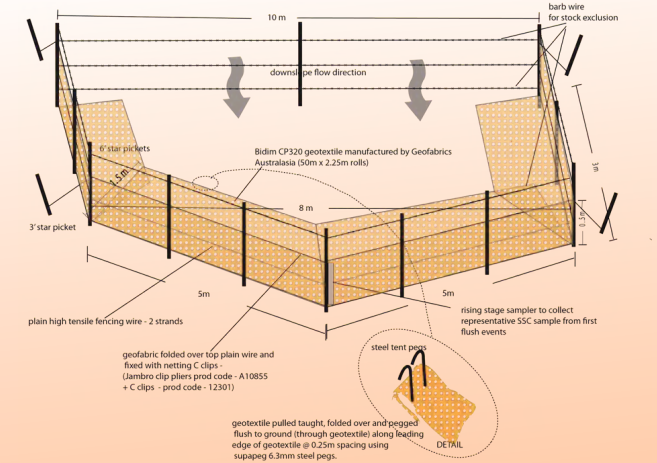 barb wire
for stock exclusion
10 m
downslope flow direction
6' star pickets
Bidim CP320 geotextile manufactured by Geofabrics
Australasia (50m x 2.25m rolls)
1.5 m
3m
8 m
0.5m
3' star picket
5m
5m
plain high tensile fencing wire - 2 strands
rising stage sampler to collect
representative SSC sample from first
flush events
geofabric folded over top plain wire and
fixed with netting C clips -
(Jambro clip pliers prod code - A10855
+ C clips - prod code - 12301)
steel tent pegs
geotextile pulled taught, folded over and pegged
flush to ground (through geotextile) along leading
edge of geotextile @ 0.25m spacing using
supapeg 6.3mm steel pegs.
DETAIL